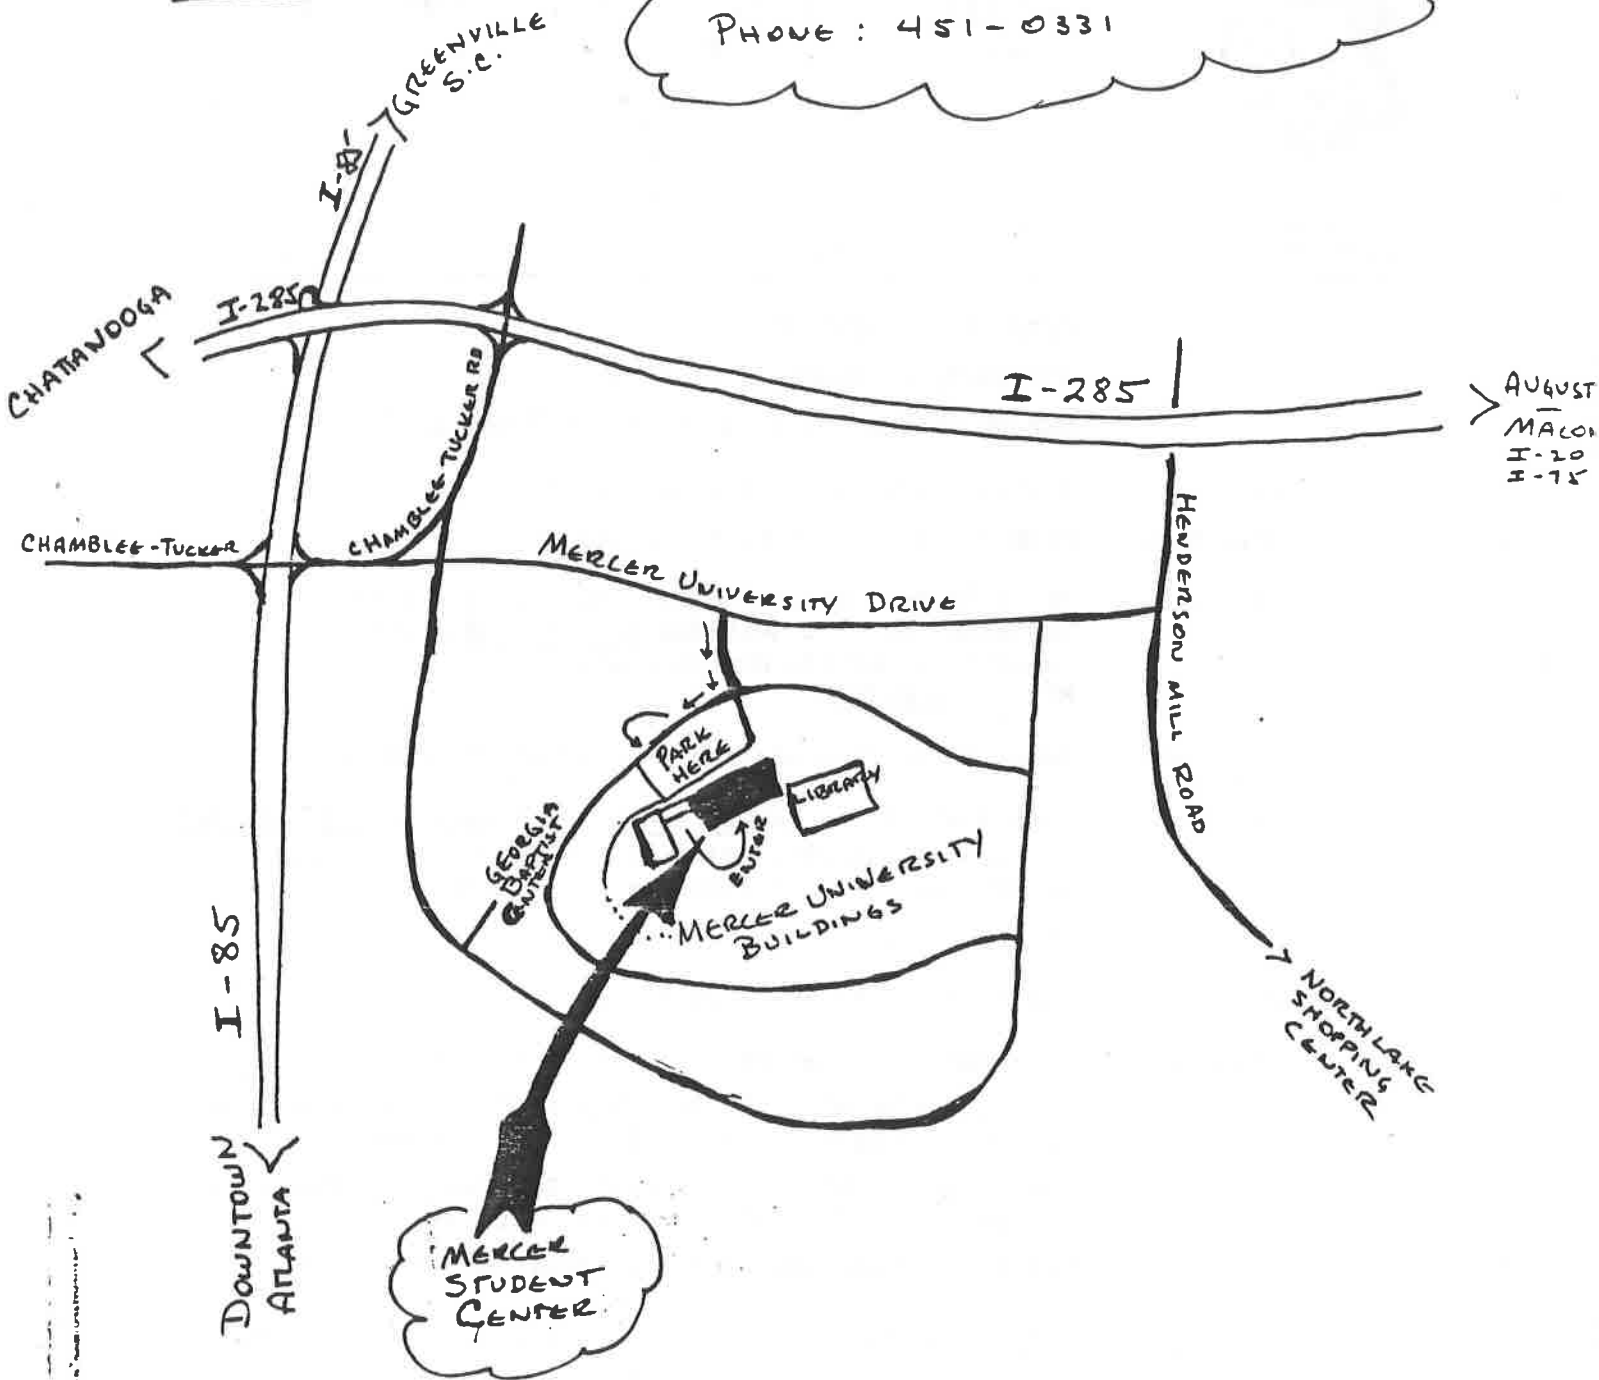 PHONE: 451-0331
GREENVILLE
S.C.
I-85
CHATTANOOGA
I-285
I-285
AUGUST
MACON
I-20
I-75
CHAMBLEE-TUCKER RD
CHAMBLEE-TUCKER
MERCER UNIVERSITY DRIVE
HENDERSON MILL ROAD
PARK
HERE
LIBRARY
ENTER
GEORGIA
BAPTIST
CENTER
...MERCER UNIVERSITY
BUILDINGS
I-85
NORTHLAKE
SHOPPING
CENTER
DOWNTOWN
ATLANTA
MERCER
STUDENT
CENTER